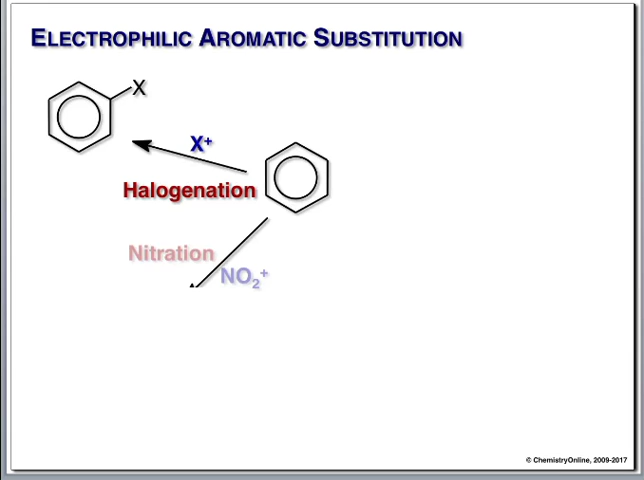 ELECTROPHILIC AROMATIC SUBSTITUTION
X
X⁺
Halogenation
Nitration
NO₂⁺
© ChemistryOnline, 2009-2017